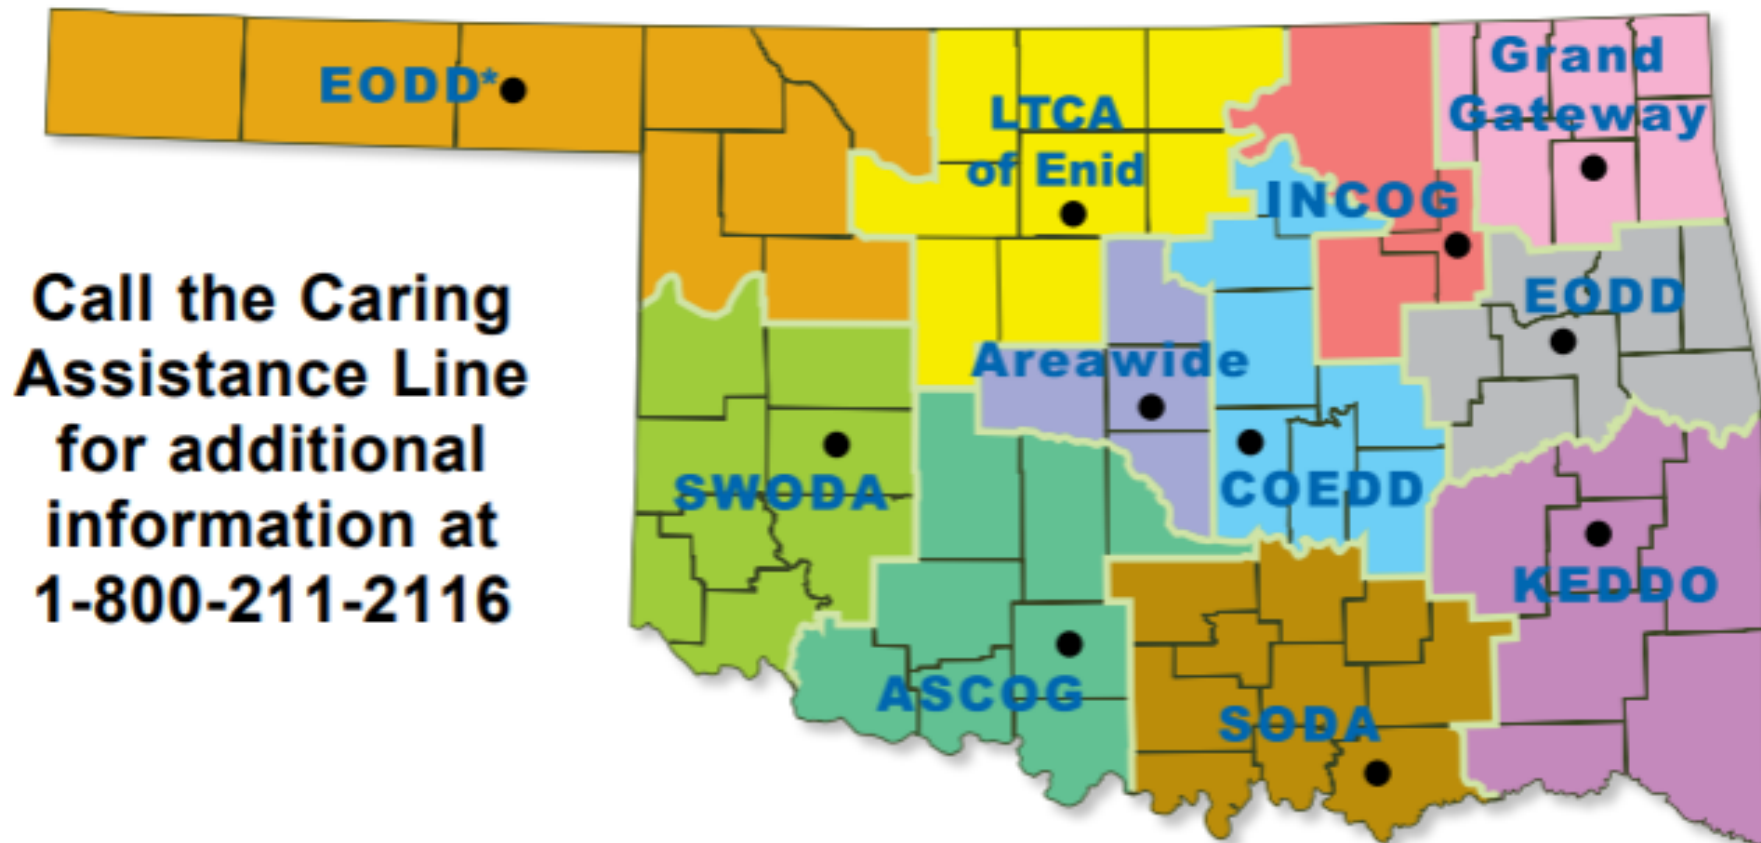 EODD*
LTCA
of Enid
Grand
Gateway
INCOG
EODD
Areawide
SWODA
COEDD
KEDDO
ASCOG
SODA
Call the Caring
Assistance Line
for additional
information at
1-800-211-2116